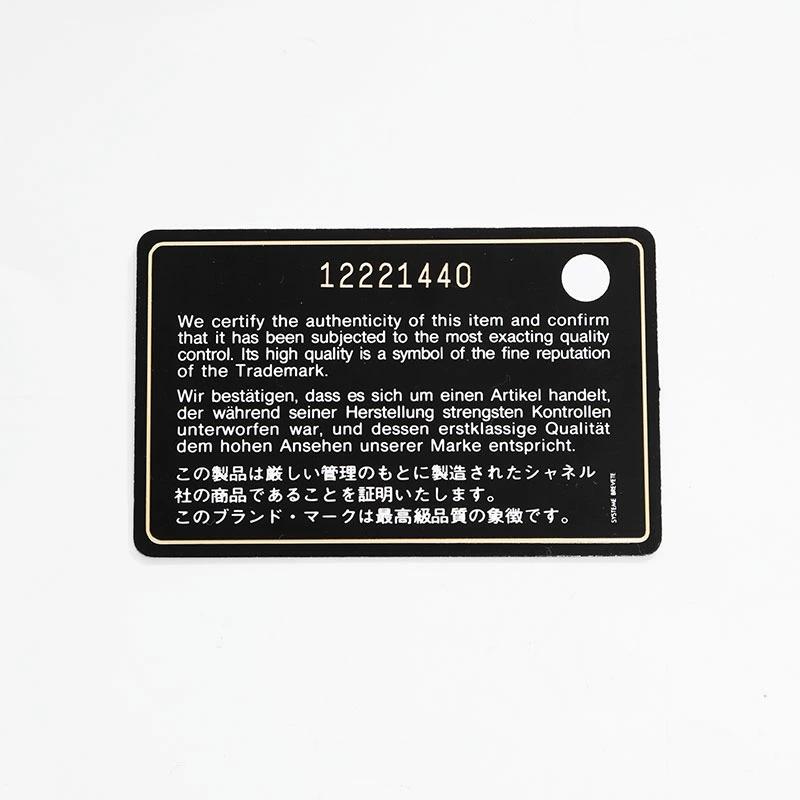 12221440
We certify the authenticity of this item and confirm
that it has been subjected to the most exacting quality
control. Its high quality is a symbol of the fine reputation
of the Trademark.
Wir bestätigen, dass es sich um einen Artikel handelt,
der während seiner Herstellung strengsten Kontrollen
unterworfen war, und dessen erstklassige Qualität
dem hohen Ansehen unserer Marke entspricht.
この製品は厳しい管理のもとに製造されたシャネル
社の商品であることを証明いたします。
このブランド・マークは最高級品質の象徴です。
SYSTEME BREVETE